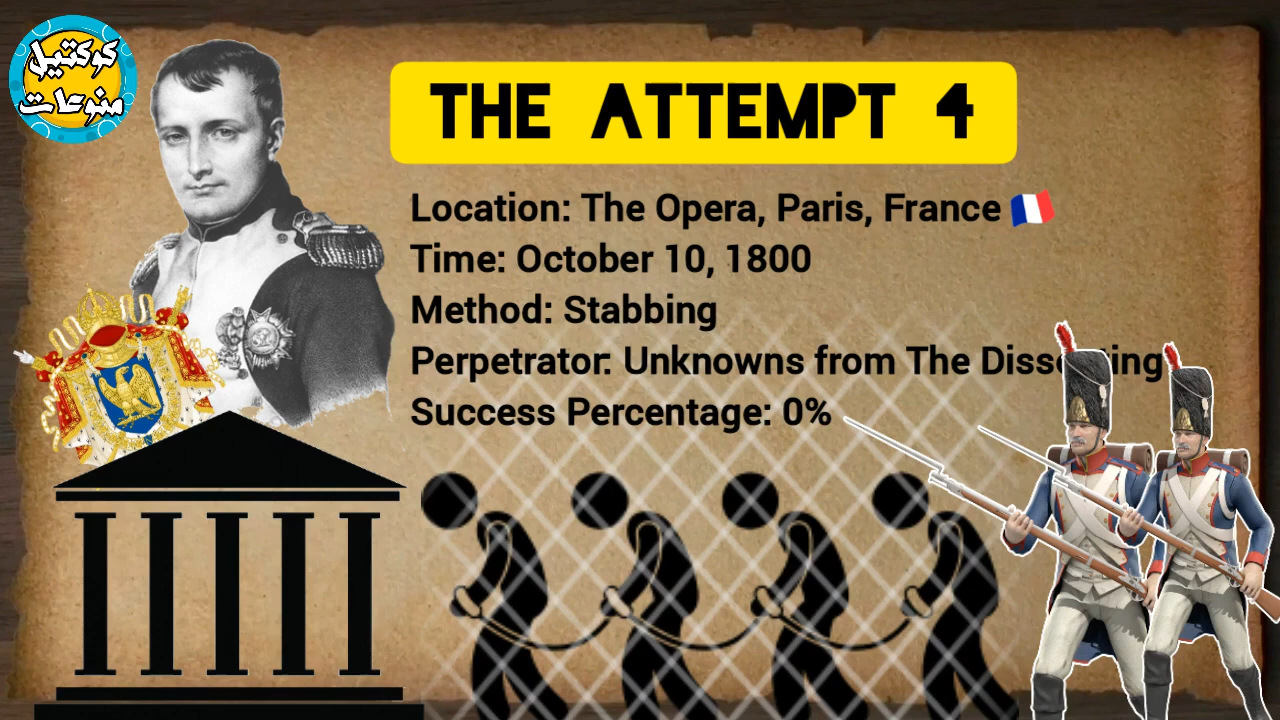 كوكتيل
منوعات
THE ATTEMPT 4
Location: The Opera, Paris, France 🇫🇷
Time: October 10, 1800
Method: Stabbing
Perpetrator: Unknowns from The
Success Percentage: 0%